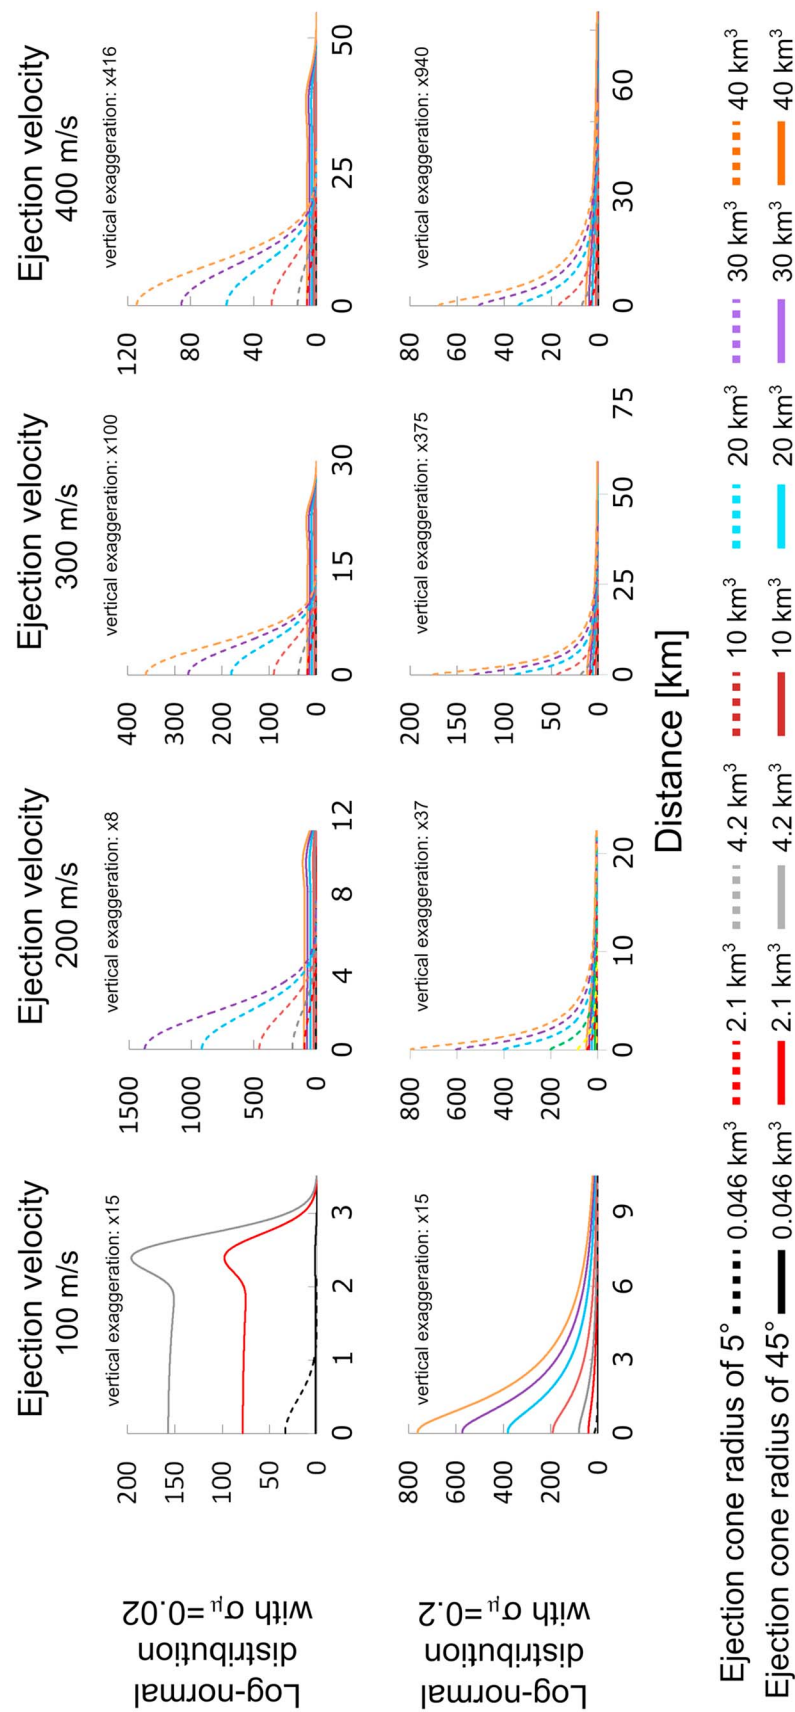 Ejection velocity
100 m/s
Ejection velocity
200 m/s
Ejection velocity
300 m/s
Ejection velocity
400 m/s
Log-normal
distribution
with σμ=0.02
vertical exaggeration: x15
200
150
100
50
0
0 1 2 3
vertical exaggeration: x8
1500
1000
500
0
0 4 8 12
vertical exaggeration: x100
400
300
200
100
0
0 15 30
vertical exaggeration: x416
120
80
40
0
0 25 50
Log-normal
distribution
with σμ=0.2
vertical exaggeration: x15
800
600
400
200
0
0 3 6 9
vertical exaggeration: x37
800
600
400
200
0
0 10 20
vertical exaggeration: x375
200
150
100
50
0
0 25 50 75
vertical exaggeration: x940
80
60
40
20
0
0 30 60
Distance [km]
Ejection cone radius of 5° 0.046 km³ 2.1 km³ 4.2 km³ 10 km³ 20 km³ 30 km³ 40 km³
Ejection cone radius of 45° 0.046 km³ 2.1 km³ 4.2 km³ 10 km³ 20 km³ 30 km³ 40 km³